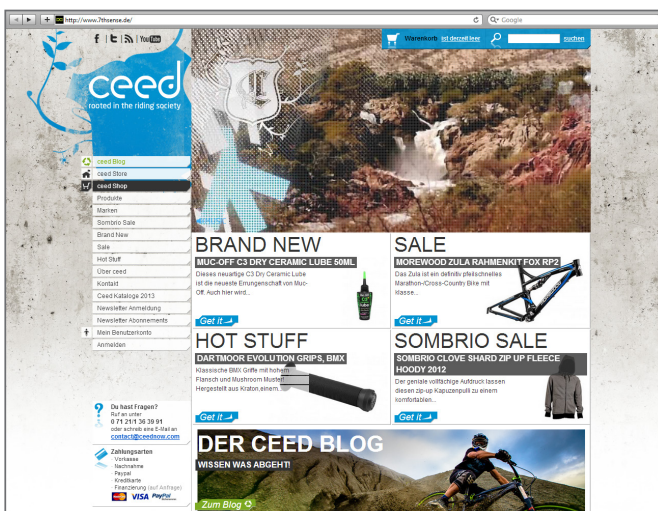 http://www.7thsense.de/
Google
f | t | | You Tube
Warenkorb ist derzeit leer
suchen
ceed
rooted in the riding society
ceed Blog
ceed Store
ceed Shop
Produkte
Marken
Sombrio Sale
Brand New
Sale
Hot Stuff
Über ceed
Kontakt
Ceed Kataloge 2013
Newsletter Anmeldung
Newsletter Abonnements
Mein Benutzerkonto
Anmelden
Du hast Fragen?
Ruf an unter
0 71 21/1 36 39 91
oder schreib eine E-Mail an
contact@ceednow.com
Zahlungsarten
· Vorkasse
· Nachnahme
· Paypal
· Kreditkarte
· Finanzierung (auf Anfrage)
VISA PayPal
BRAND NEW
MUC-OFF C3 DRY CERAMIC LUBE 50ML
Dieses neuartige C3 Dry Ceramic Lube
ist die neueste Errungenschaft von Muc-
Off. Auch hier wird...
Get it
SALE
MOREWOOD ZULA RAHMENKIT FOX RP2
Das Zula ist ein definitiv pfeilschnelles
Marathon-/Cross-Country Bike mit
klasse...
Get it
HOT STUFF
DARTMOOR EVOLUTION GRIPS, BMX
Klassische BMX Griffe mit hohem
Flansch und Mushroom Muster!
Hergestellt aus Kraton,einem...
Get it
SOMBRIO SALE
SOMBRIO CLOVE SHARD ZIP UP FLEECE
HOODY 2012
Der geniale vollfächige Aufdruck lassen
diesen zip-up Kapuzenpulli zu einem
komfortablen...
Get it
DER CEED BLOG
WISSEN WAS ABGEHT!
Zum Blog